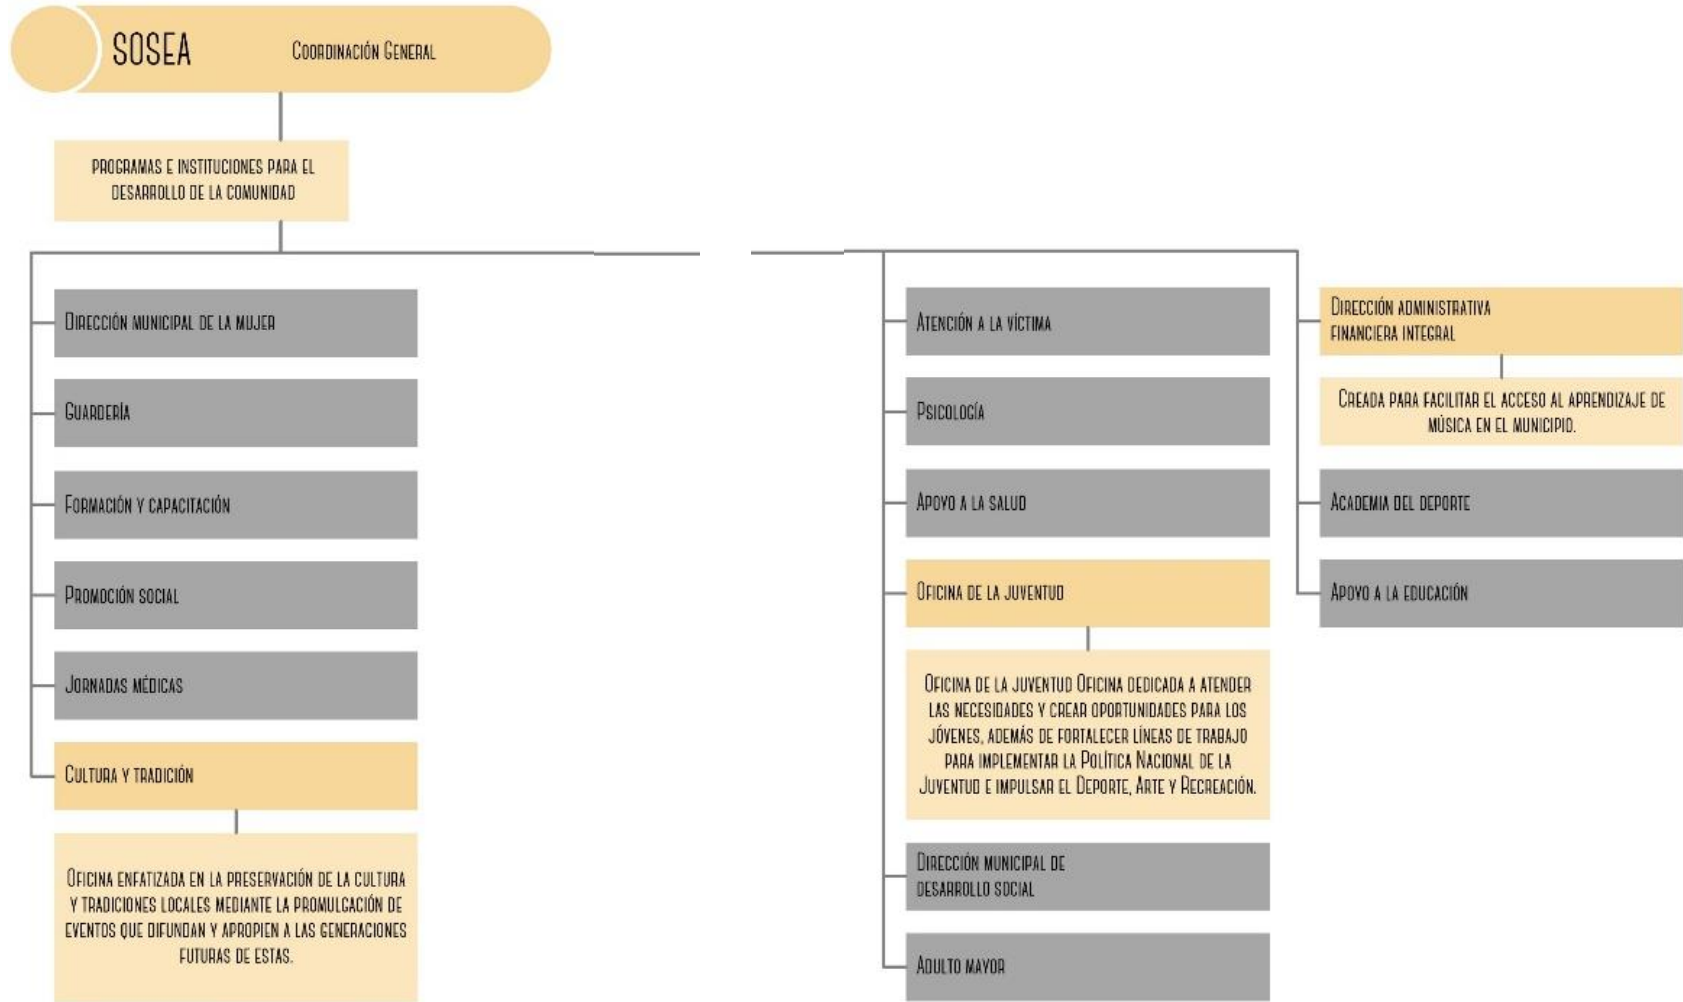 SOSEA
Coordinación General
PROGRAMAS E INSTITUCIONES PARA EL
DESARROLLO DE LA COMUNIDAD
Dirección municipal de la mujer
Guardería
Formación y capacitación
Promoción social
Jornadas médicas
Cultura y tradición
Oficina enfatizada en la preservación de la cultura
y tradiciones locales mediante la promulgación de
eventos que difundan y apropien a las generaciones
futuras de estas.
Atención a la víctima
Psicología
Apoyo a la salud
Oficina de la juventud
Oficina de la juventud Oficina dedicada a atender
las necesidades y crear oportunidades para los
jóvenes, además de fortalecer líneas de trabajo
para implementar la Política Nacional de la
Juventud e impulsar el Deporte, Arte y Recreación.
Dirección municipal de
desarrollo social
Adulto mayor
Dirección administrativa
financiera integral
Creada para facilitar el acceso al aprendizaje de
música en el municipio.
Academia del deporte
Apoyo a la educación